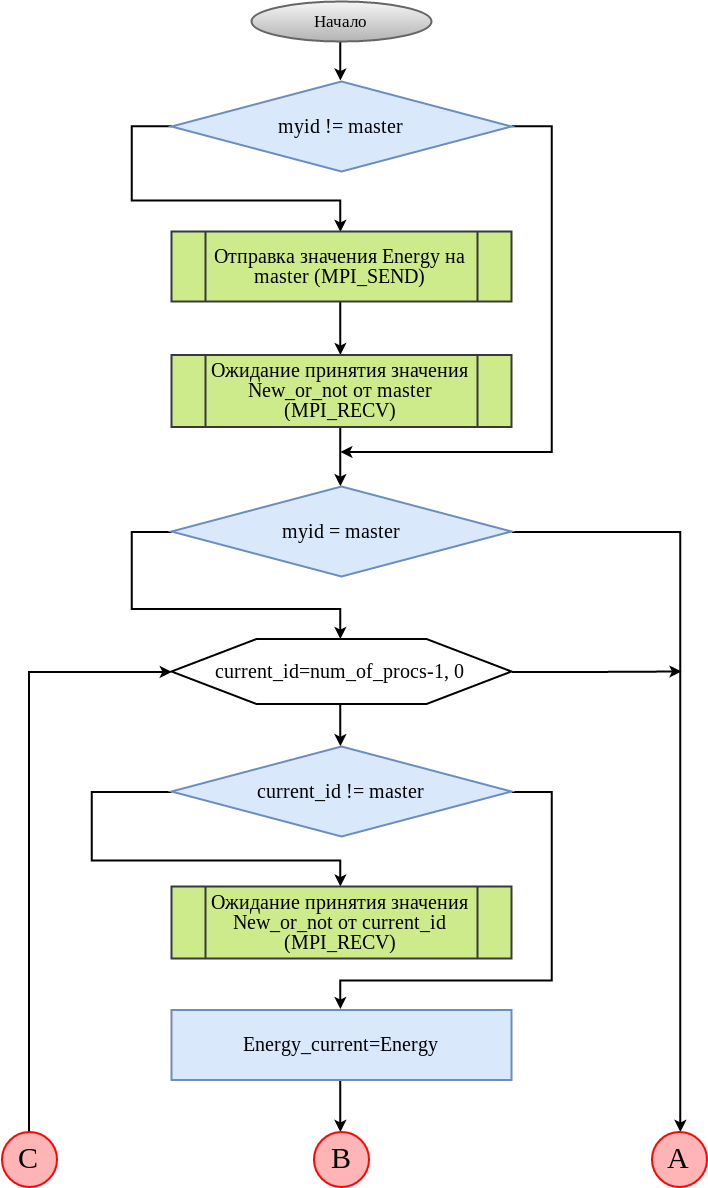 Начало
myid != master
Отправка значения Energy на
master (MPI_SEND)
Ожидание принятия значения
New_or_not от master
(MPI_RECV)
myid = master
current_id=num_of_procs-1, 0
current_id != master
Ожидание принятия значения
New_or_not от current_id
(MPI_RECV)
Energy_current=Energy
C
B
A